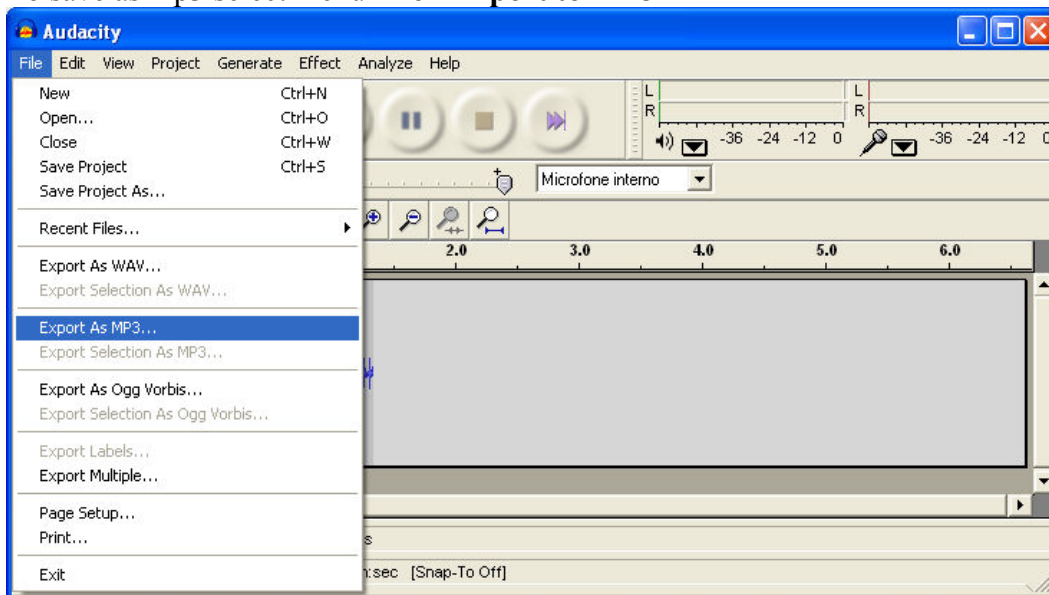 Audacity
File Edit View Project Generate Effect Analyze Help
New Ctrl+N
Open... Ctrl+O
Close Ctrl+W
Save Project Ctrl+S
Save Project As...
Recent Files...
Export As WAV...
Export Selection As WAV...
Export As MP3...
Export Selection As MP3...
Export As Ogg Vorbis...
Export Selection As Ogg Vorbis...
Export Labels...
Export Multiple...
Page Setup...
Print...
Exit
L
R
-36 -24 -12 0
L
R
-36 -24 -12 0
Microfone interno
2.0 3.0 4.0 5.0 6.0
s
:sec [Snap-To Off]